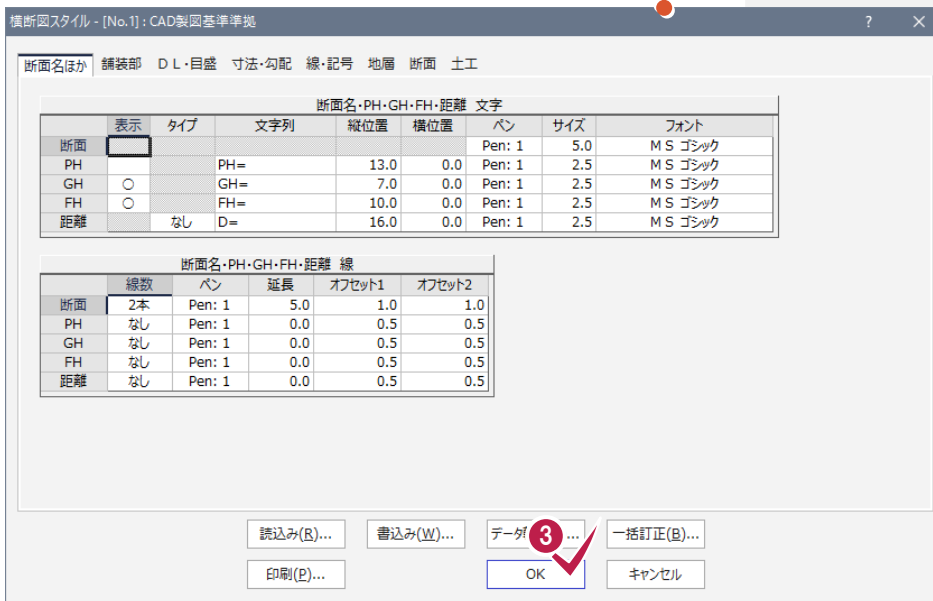 横断図スタイル - [No.1] : CAD製図基準準拠 ? ×
断面名ほか 舗装部 DL・目盛 寸法・勾配 線・記号 地層 断面 土工
断面名・PH・GH・FH・距離 文字
表示 タイプ 文字列 縦位置 横位置 ペン サイズ フォント
断面 Pen: 1 5.0 MS ゴシック
PH PH= 13.0 0.0 Pen: 1 2.5 MS ゴシック
GH ○ GH= 7.0 0.0 Pen: 1 2.5 MS ゴシック
FH ○ FH= 10.0 0.0 Pen: 1 2.5 MS ゴシック
距離 なし D= 16.0 0.0 Pen: 1 2.5 MS ゴシック
断面名・PH・GH・FH・距離 線
線数 ペン 延長 オフセット1 オフセット2
断面 2本 Pen: 1 5.0 1.0 1.0
PH なし Pen: 1 0.0 0.5 0.5
GH なし Pen: 1 0.0 0.5 0.5
FH なし Pen: 1 0.0 0.5 0.5
距離 なし Pen: 1 0.0 0.5 0.5
読込み(R)... 書込み(W)... データ ... 一括訂正(B)...
3
印刷(P)... OK キャンセル